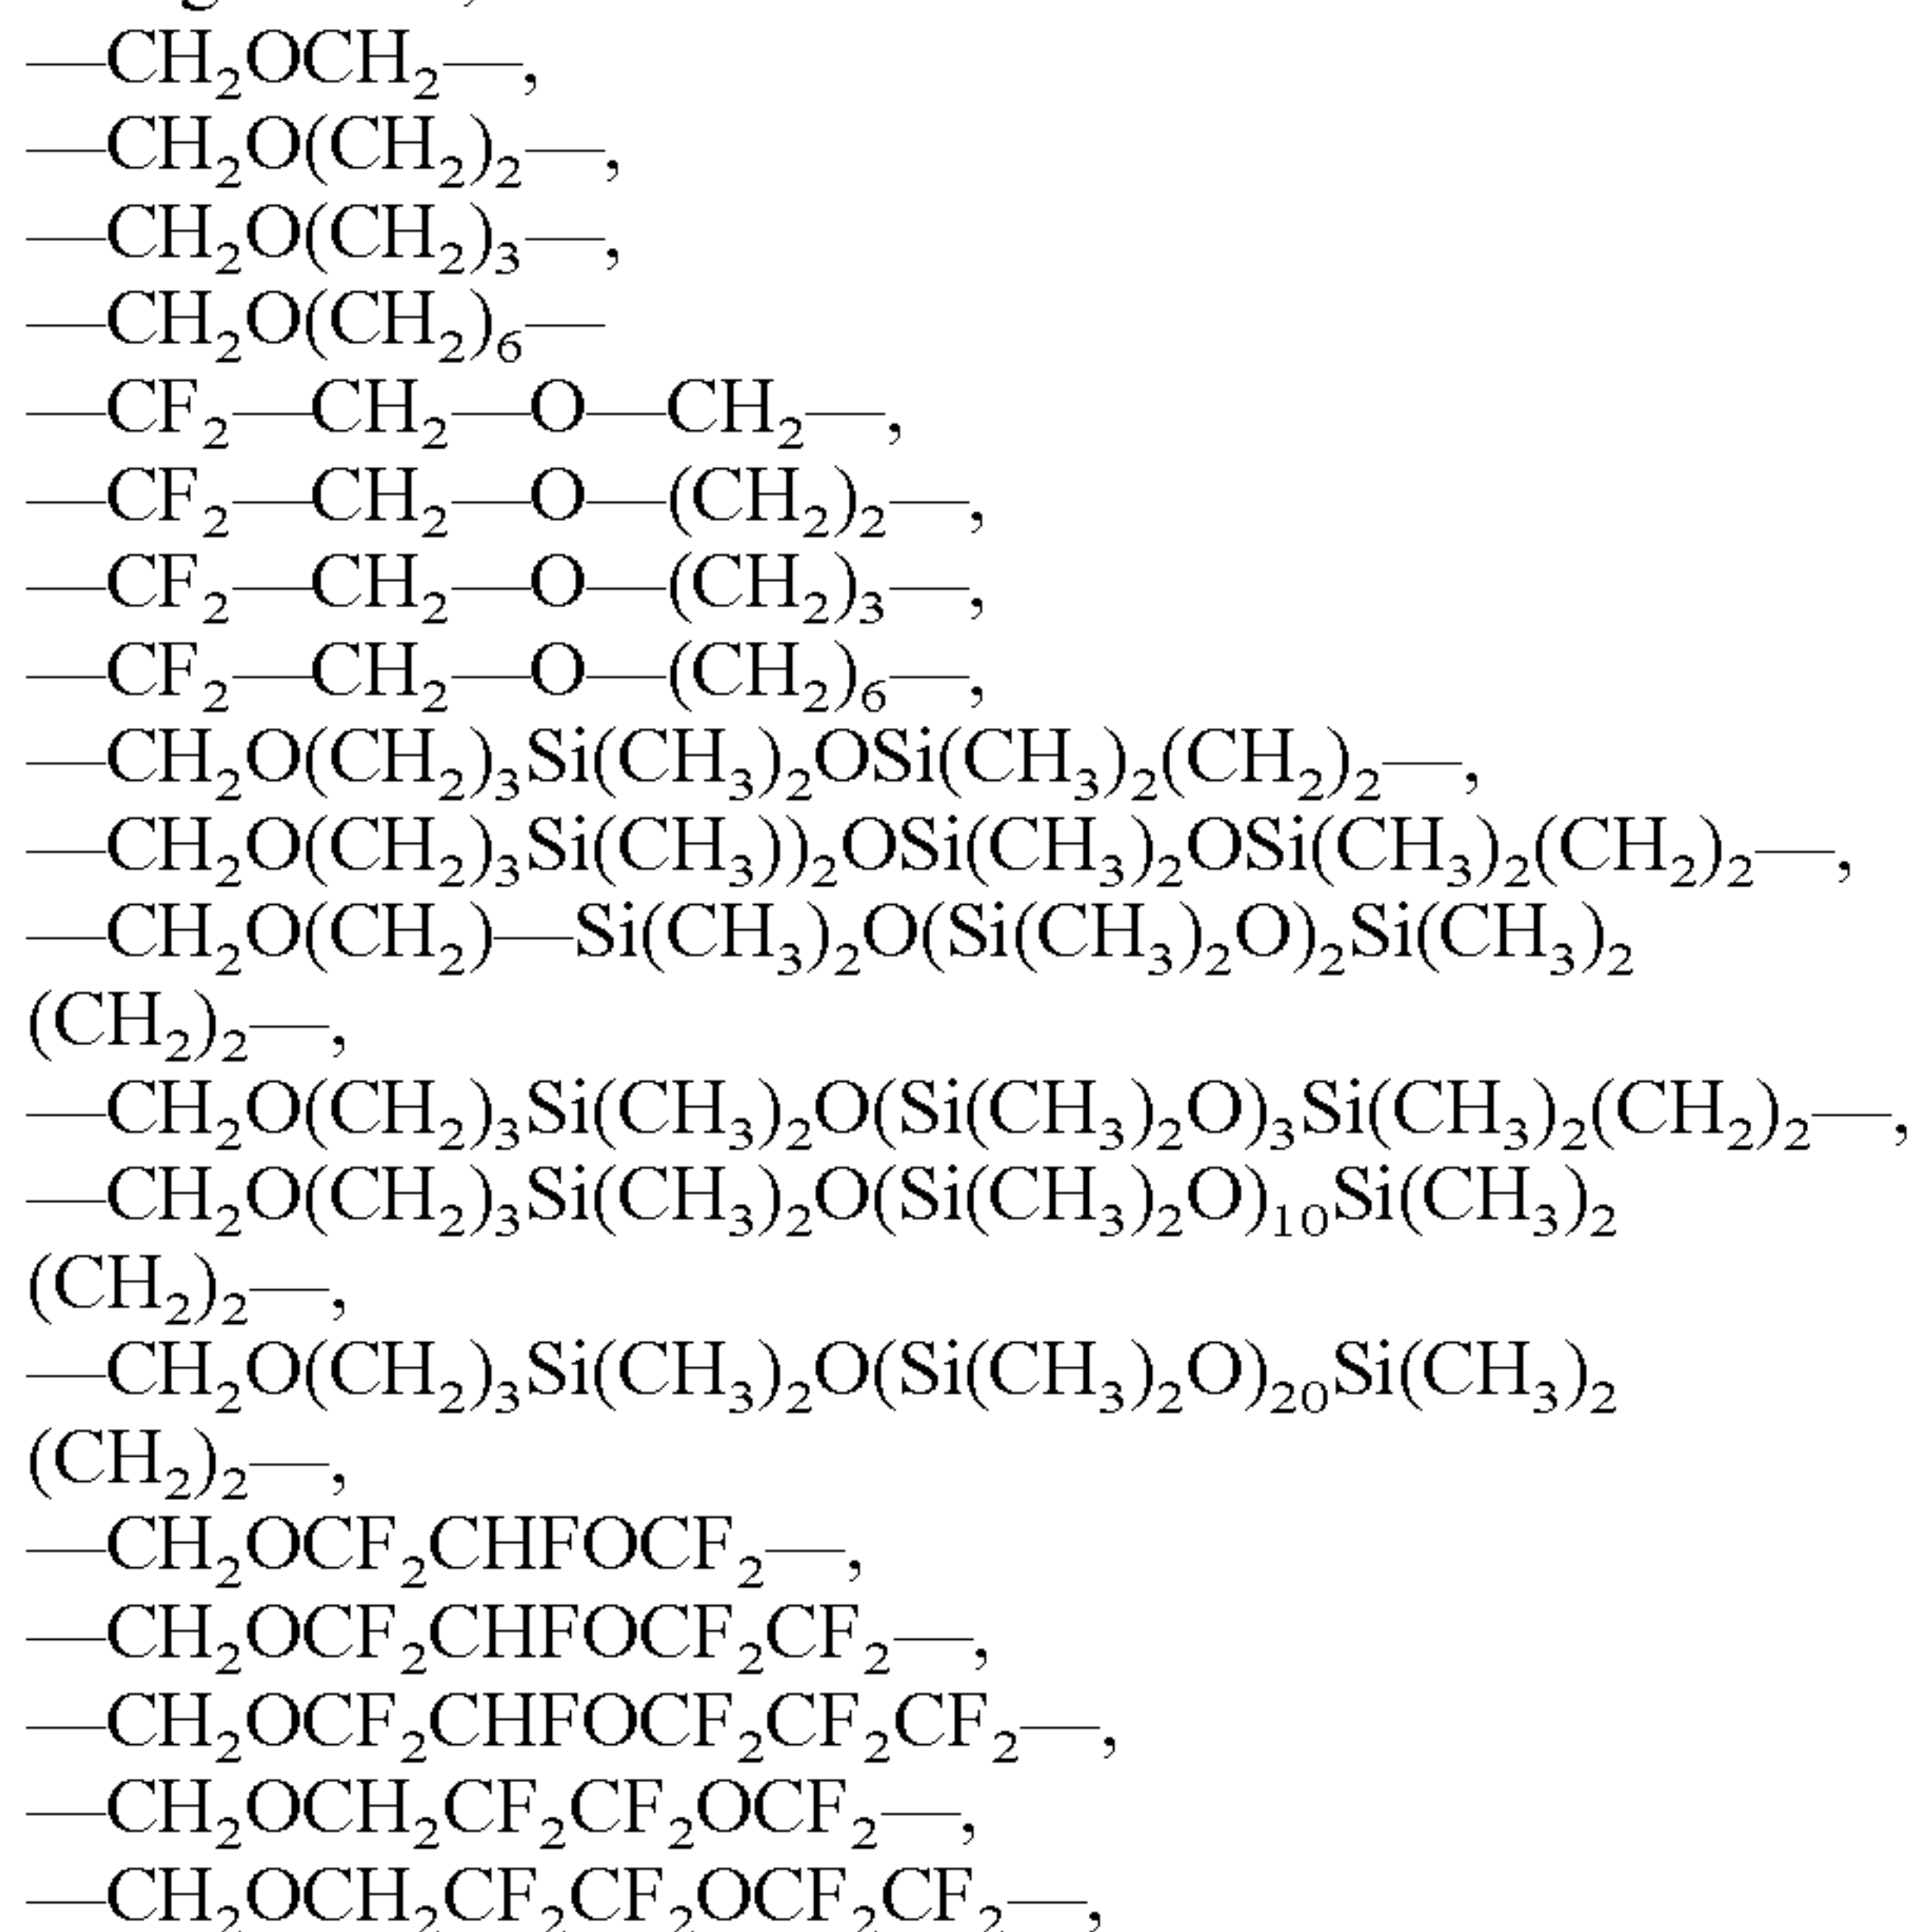 —CH₂OCH₂—,
—CH₂O(CH₂)₂—,
—CH₂O(CH₂)₃—,
—CH₂O(CH₂)₆—
—CF₂—CH₂—O—CH₂—,
—CF₂—CH₂—O—(CH₂)₂—,
—CF₂—CH₂—O—(CH₂)₃—,
—CF₂—CH₂—O—(CH₂)₆—,
—CH₂O(CH₂)₃Si(CH₃)₂OSi(CH₃)₂(CH₂)₂—,
—CH₂O(CH₂)₃Si(CH₃))₂OSi(CH₃)₂OSi(CH₃)₂(CH₂)₂—,
—CH₂O(CH₂)—Si(CH₃)₂O(Si(CH₃)₂O)₂Si(CH₃)₂
(CH₂)₂—,
—CH₂O(CH₂)₃Si(CH₃)₂O(Si(CH₃)₂O)₃Si(CH₃)₂(CH₂)₂—,
—CH₂O(CH₂)₃Si(CH₃)₂O(Si(CH₃)₂O)₁₀Si(CH₃)₂
(CH₂)₂—,
—CH₂O(CH₂)₃Si(CH₃)₂O(Si(CH₃)₂O)₂₀Si(CH₃)₂
(CH₂)₂—,
—CH₂OCF₂CHFOCF₂—,
—CH₂OCF₂CHFOCF₂CF₂—,
—CH₂OCF₂CHFOCF₂CF₂CF₂—,
—CH₂OCH₂CF₂CF₂OCF₂—,
—CH₂OCH₂CF₂CF₂OCF₂CF₂—,